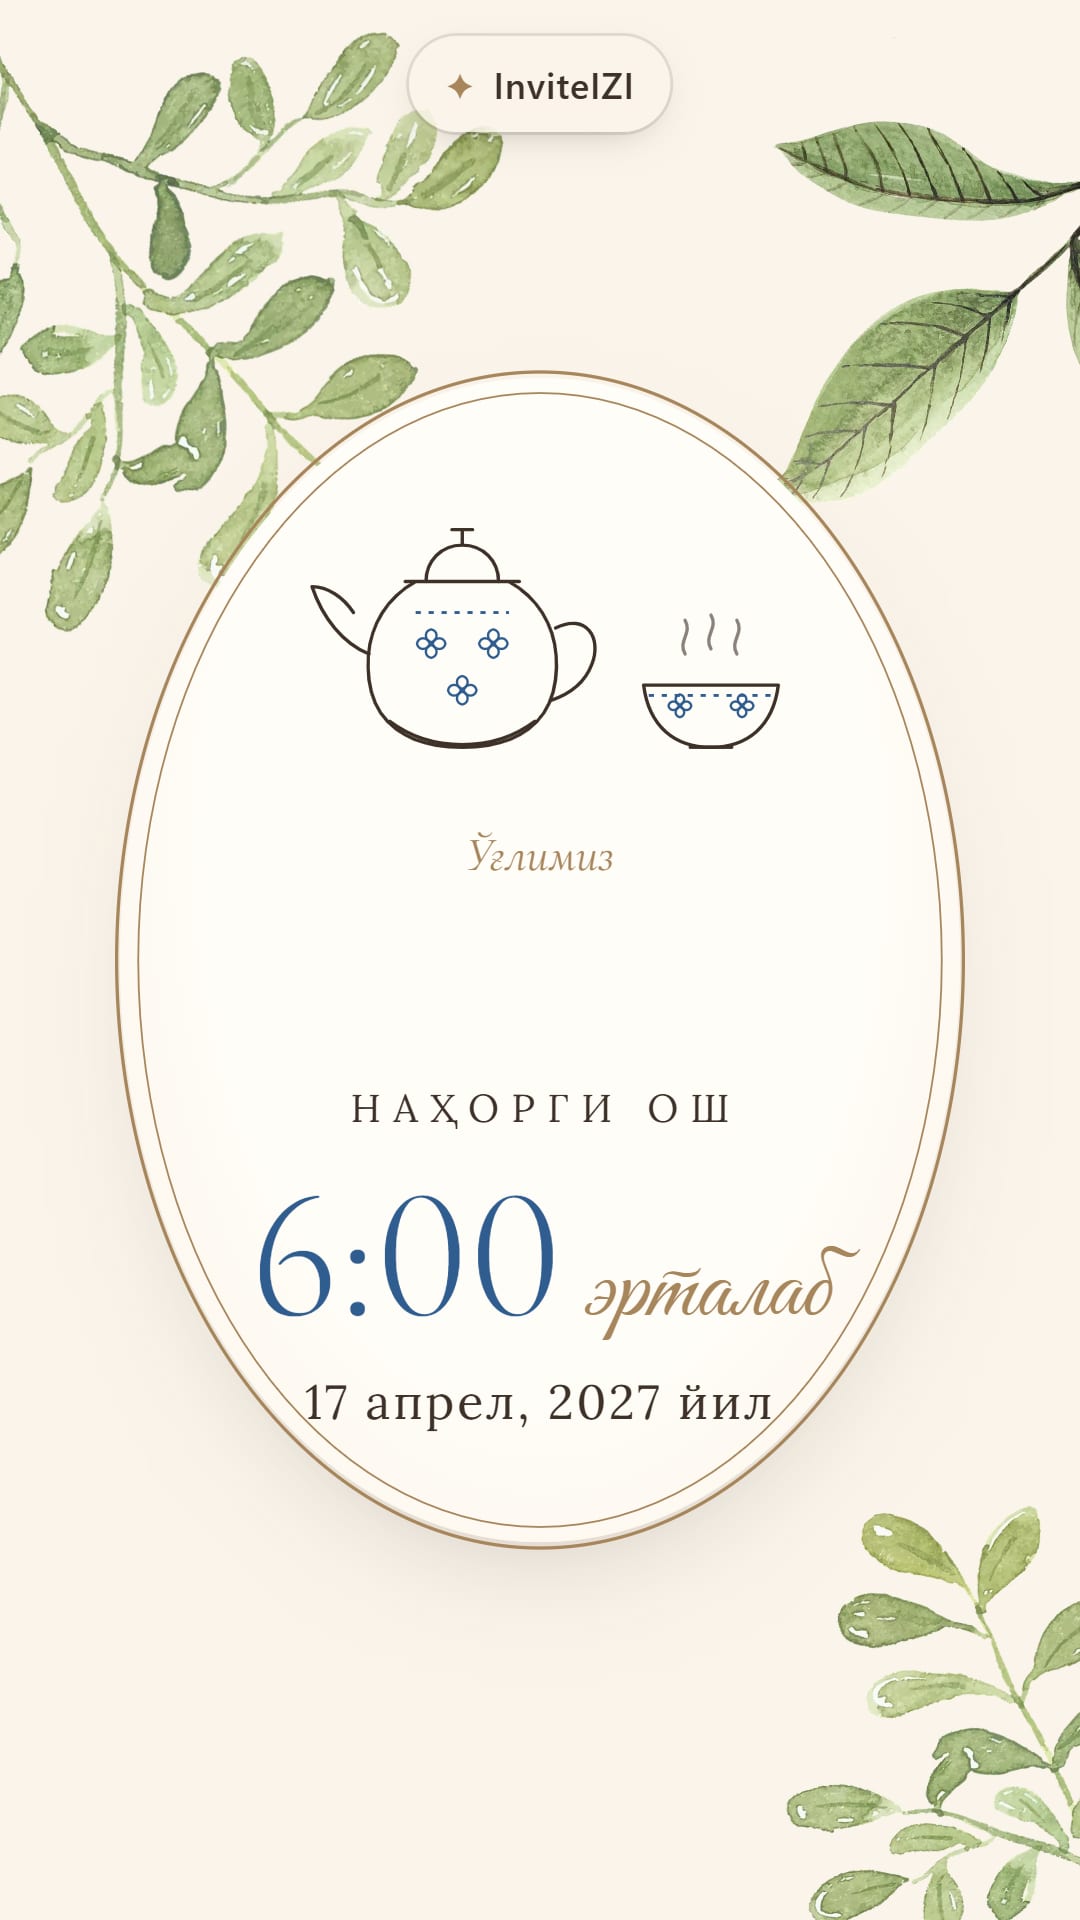 InviteIZI
Ўғлимиз
НАҲОРГИ ОШ
6:00 эрталаб
17 апрел, 2027 йил